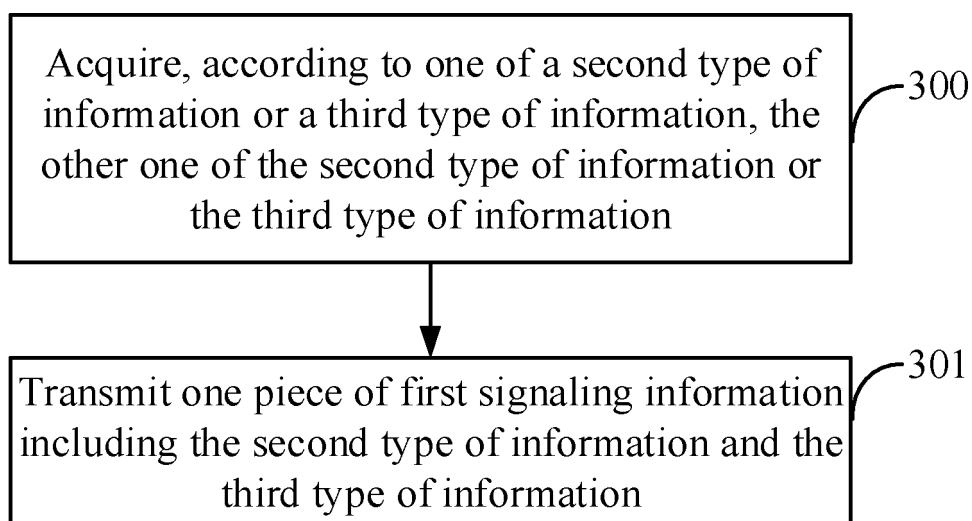 Acquire, according to one of a second type of
information or a third type of information, the
other one of the second type of information or
the third type of information
300
Transmit one piece of first signaling information
including the second type of information and the
third type of information
301